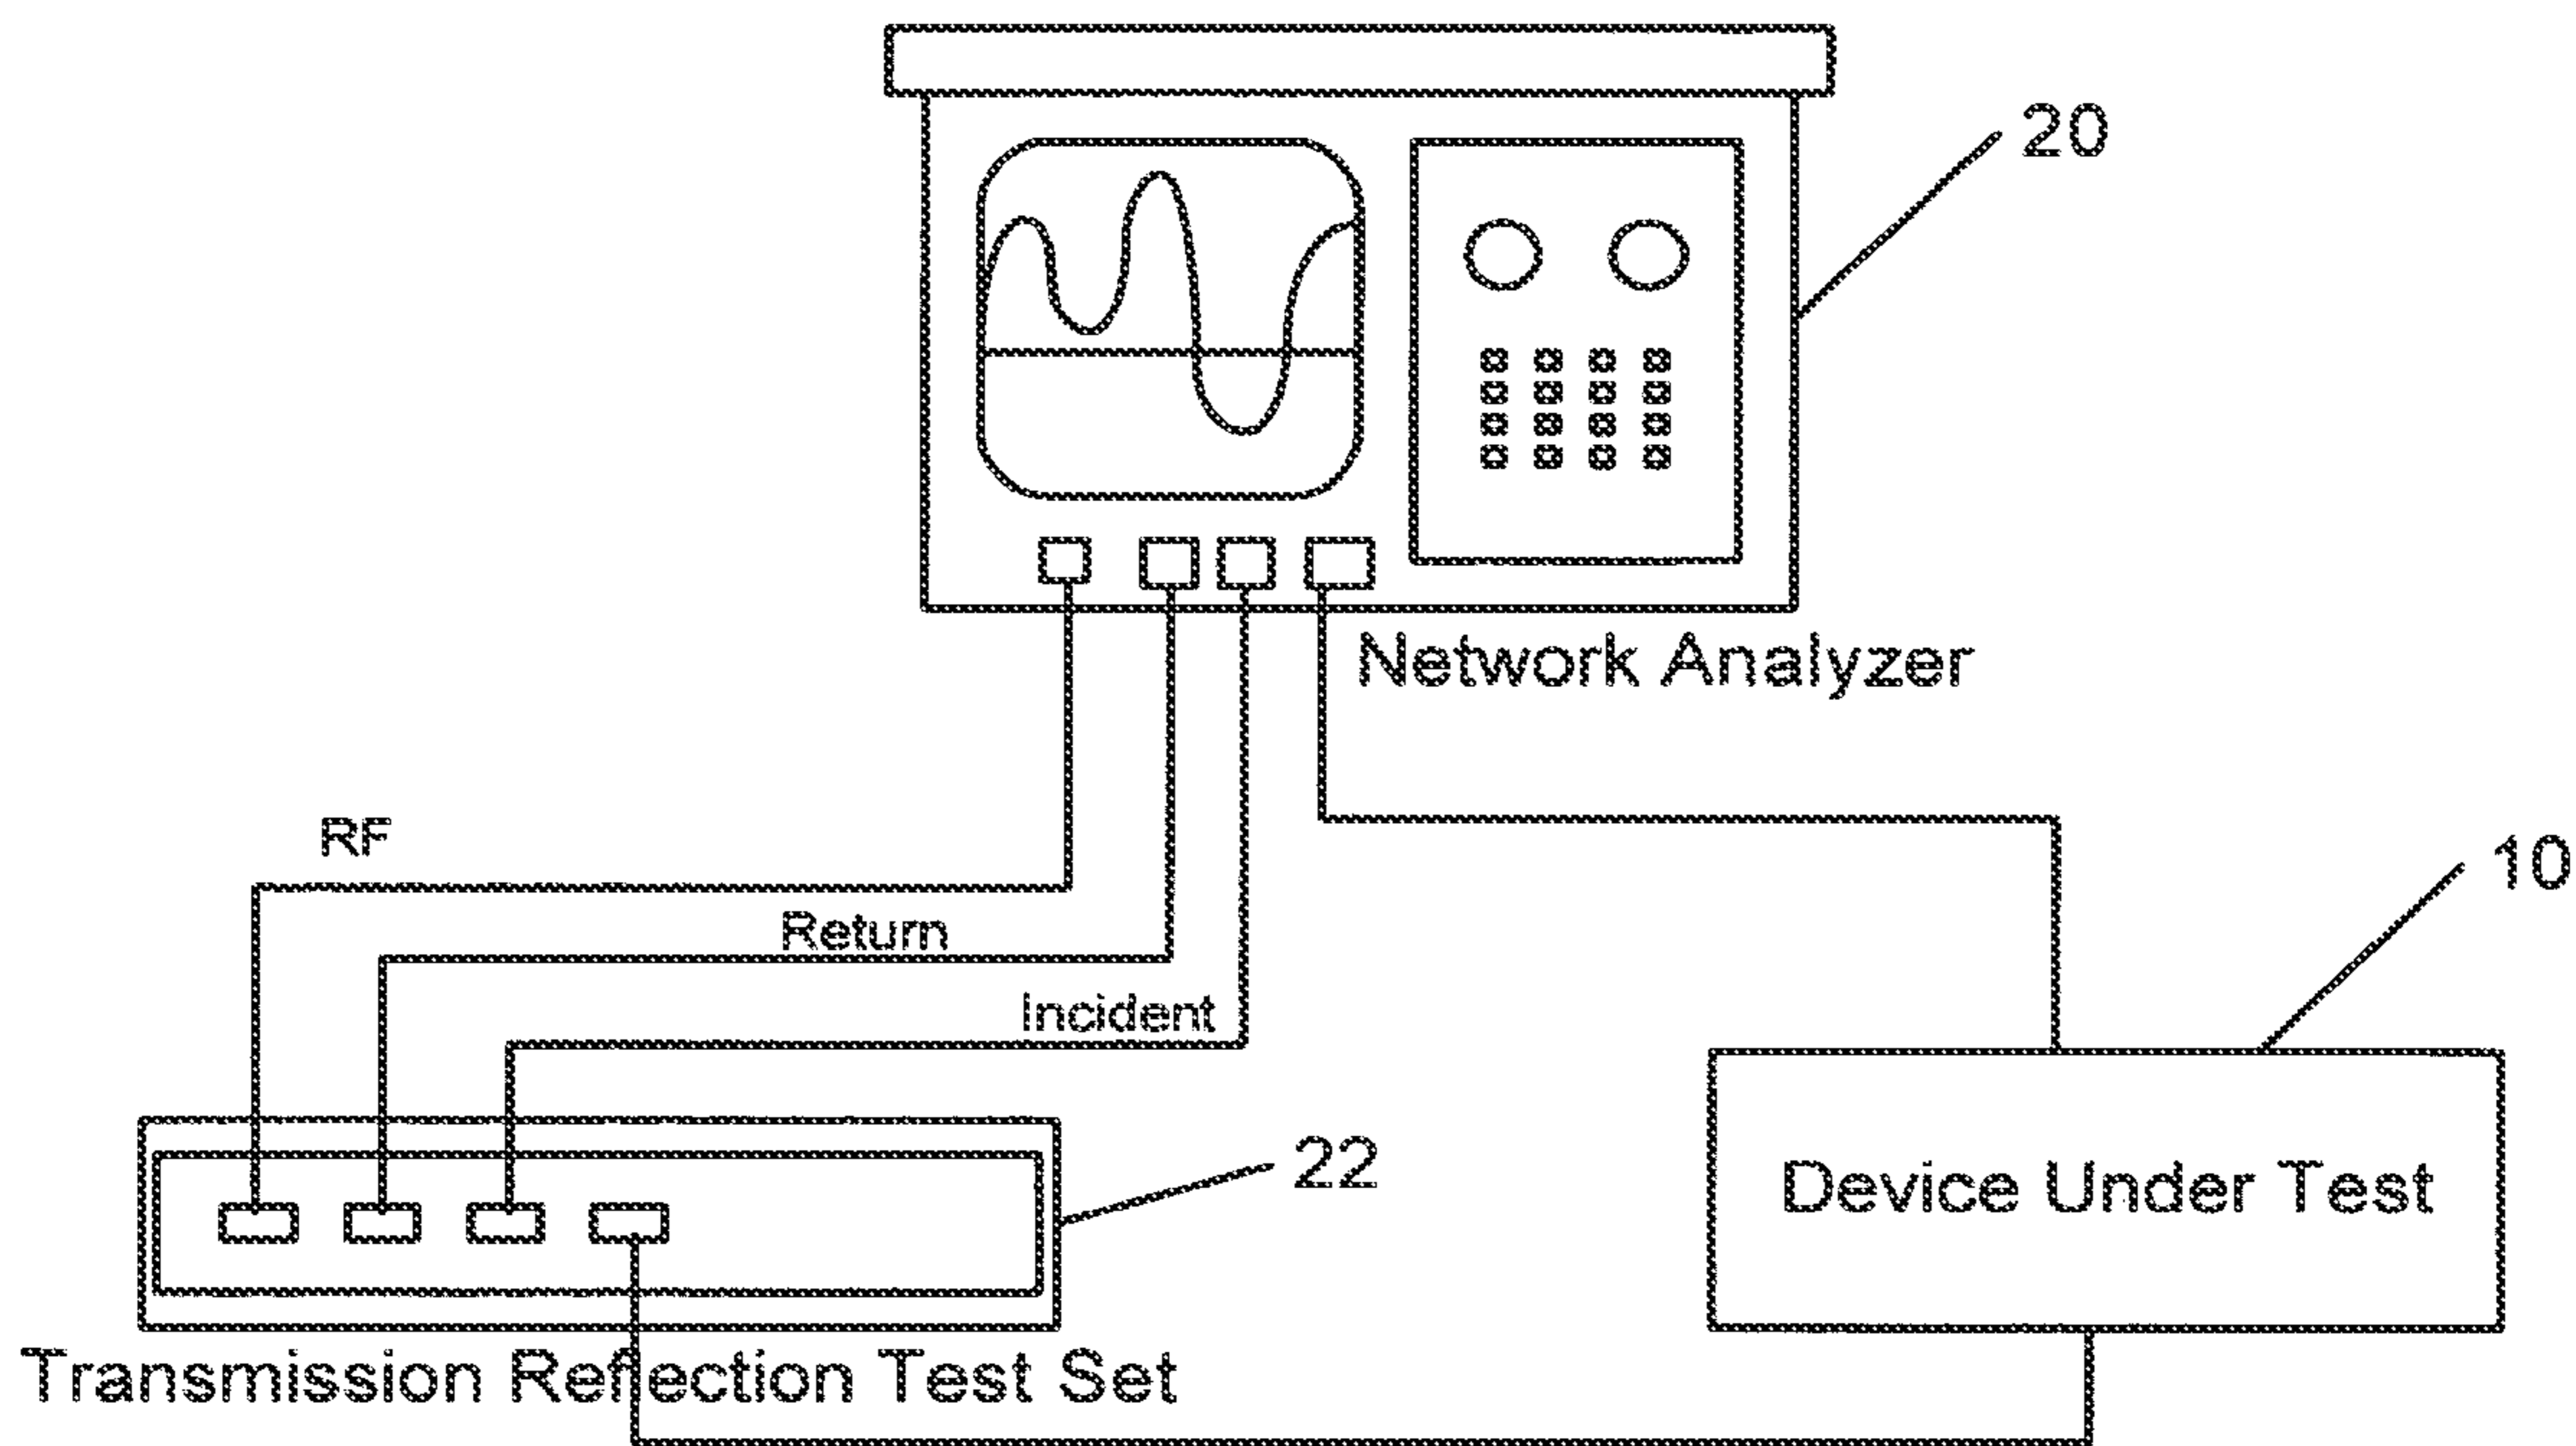 20
Network Analyzer
RF
10
Return
Incident
22
Device Under Test
Transmission Reflection Test Set